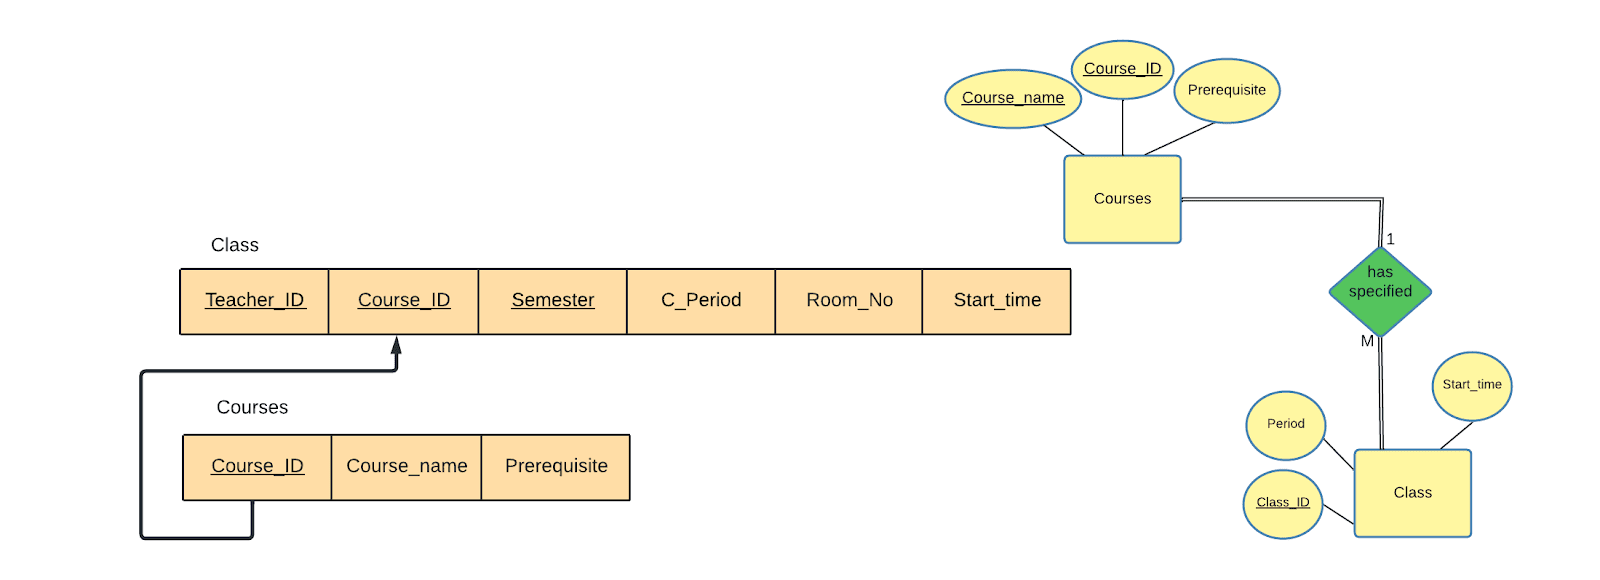 Class
Teacher_ID Course_ID Semester C_Period Room_No Start_time
Courses
Course_ID Course_name Prerequisite
Course_name
Course_ID
Prerequisite
Courses
1
has
specified
M
Start_time
Period
Class_ID
Class